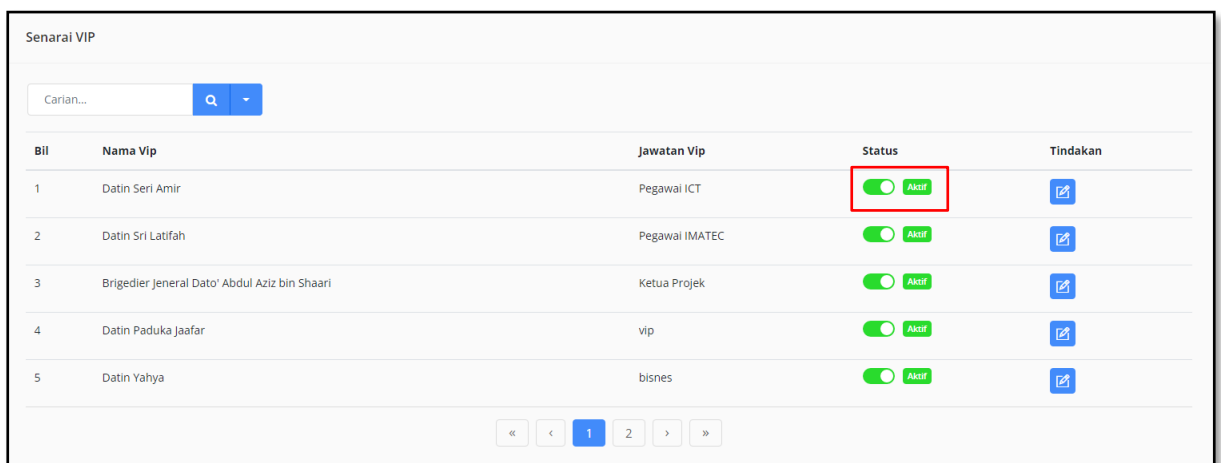 Senarai VIP
Carian...
Bil Nama Vip Jawatan Vip Status Tindakan
1 Datin Seri Amir Pegawai ICT Aktif
2 Datin Sri Latifah Pegawai IMATEC Aktif
3 Brigedier Jeneral Dato' Abdul Aziz bin Shaari Ketua Projek Aktif
4 Datin Paduka Jaafar vip Aktif
5 Datin Yahya bisnes Aktif
« ‹ 1 2 › »